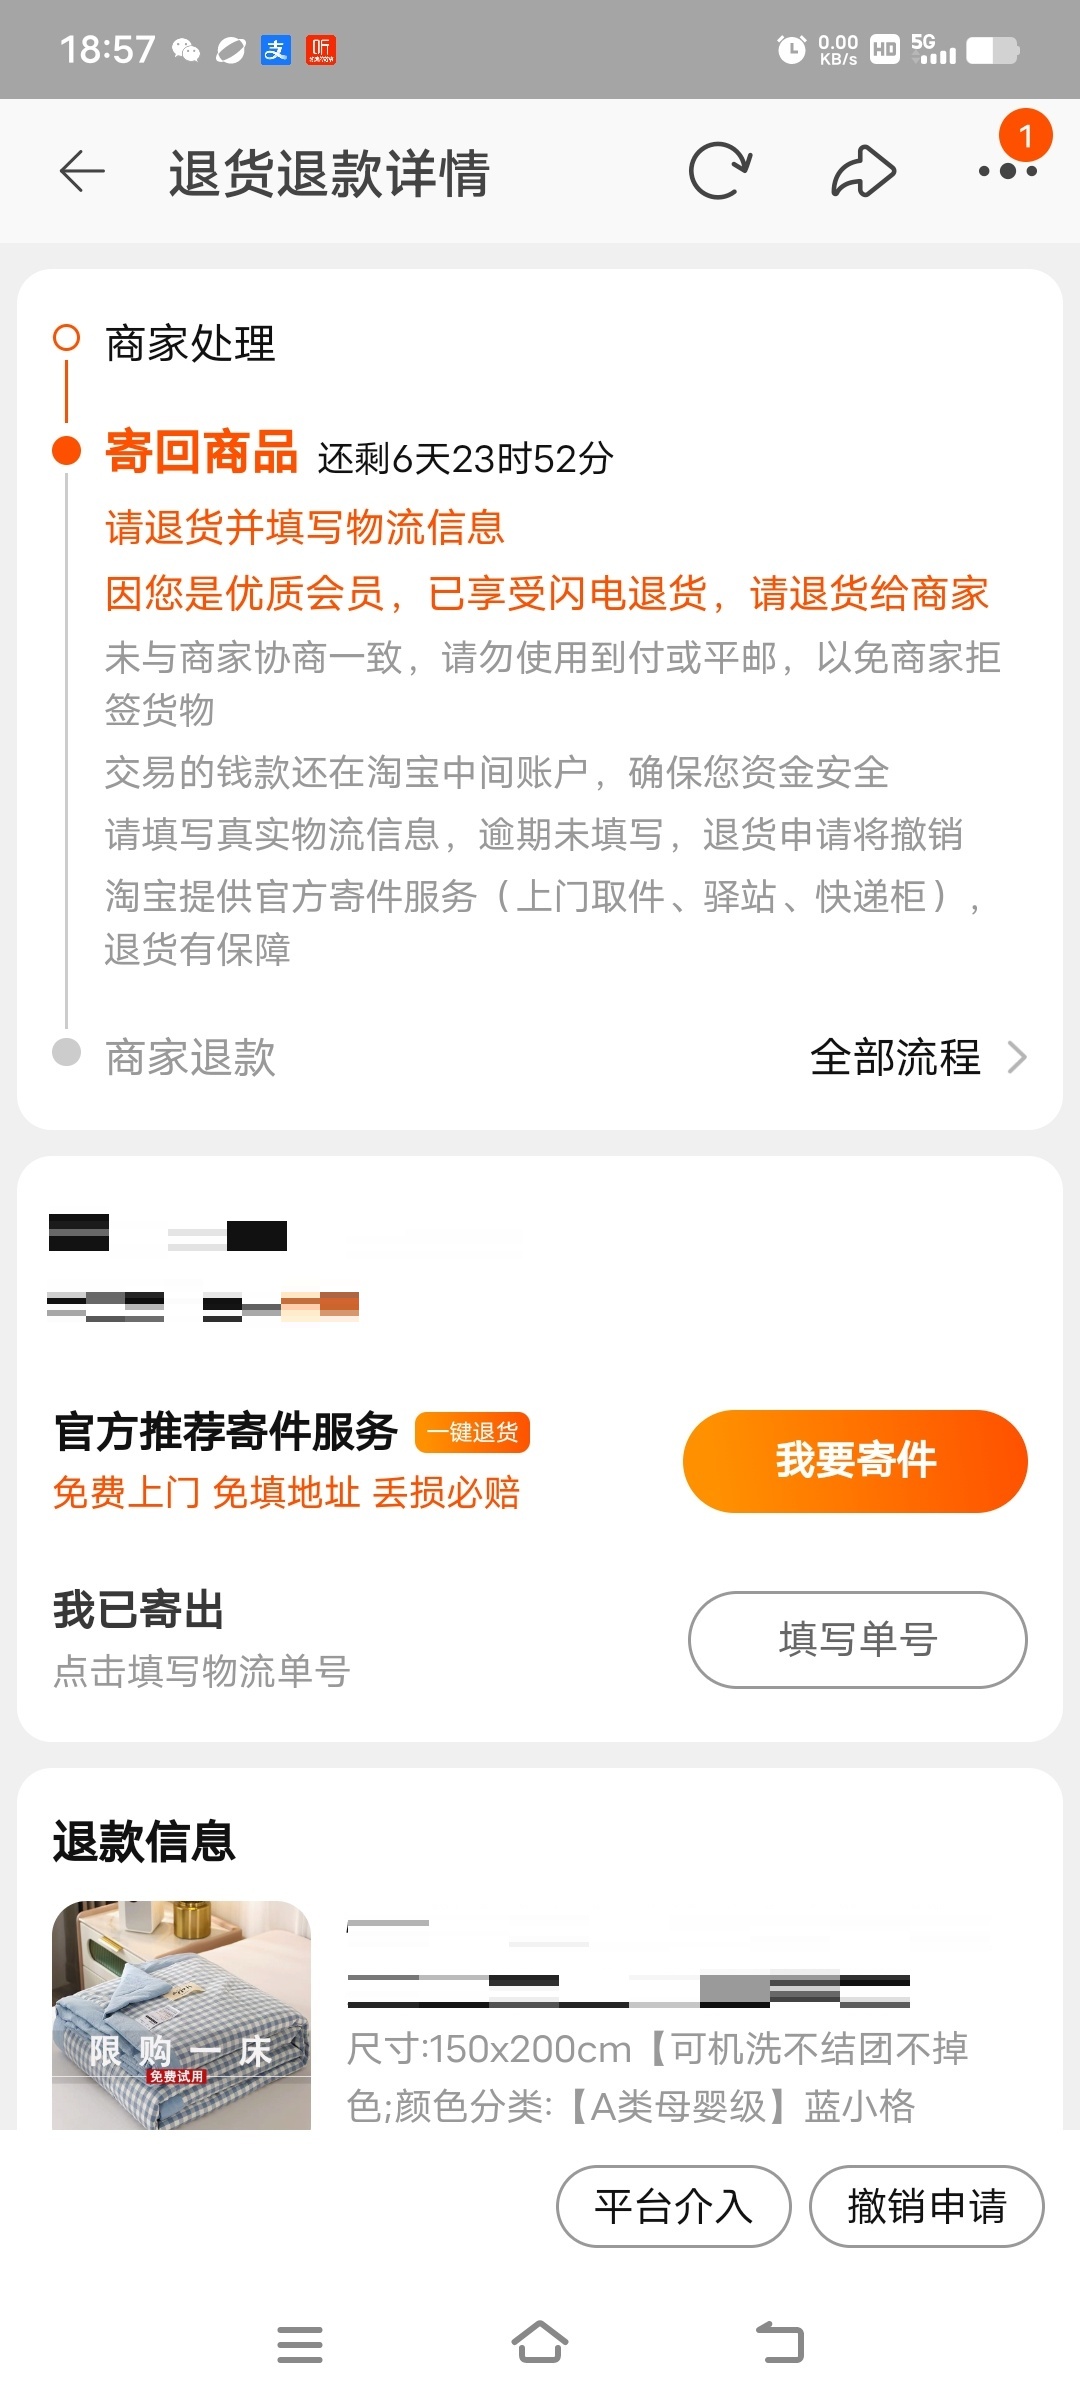 18:57
支
听
0.00
KB/s
HD
5G
退货退款详情
1
商家处理
寄回商品 还剩6天23时52分
请退货并填写物流信息
因您是优质会员，已享受闪电退货，请退货给商家
未与商家协商一致，请勿使用到付或平邮，以免商家拒
签货物
交易的钱款还在淘宝中间账户，确保您资金安全
请填写真实物流信息，逾期未填写，退货申请将撤销
淘宝提供官方寄件服务（上门取件、驿站、快递柜），
退货有保障
商家退款
全部流程
官方推荐寄件服务 一键退货
我要寄件
免费上门 免填地址 丢损必赔
我已寄出
填写单号
点击填写物流单号
退款信息
限购一床
免费试用
尺寸:150x200cm【可机洗不结团不掉
色;颜色分类:【A类母婴级】蓝小格
平台介入
撤销申请